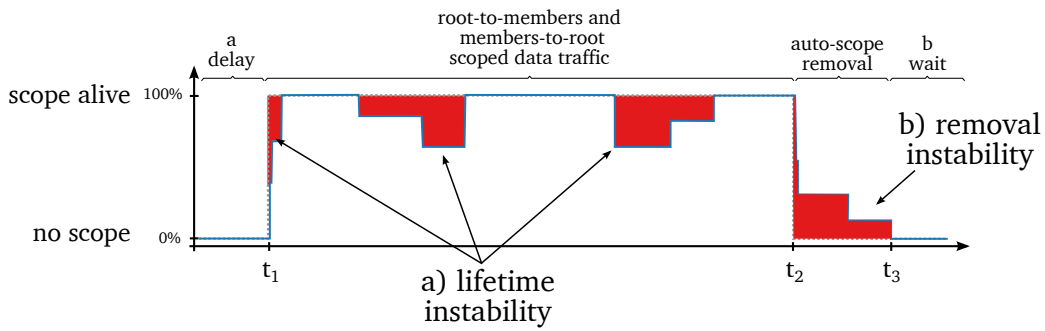 root-to-members and
members-to-root
scoped data traffic
a
delay
auto-scope
removal
b
wait
scope alive
100%
b) removal
instability
no scope
0%
t1
t2
t3
a) lifetime
instability